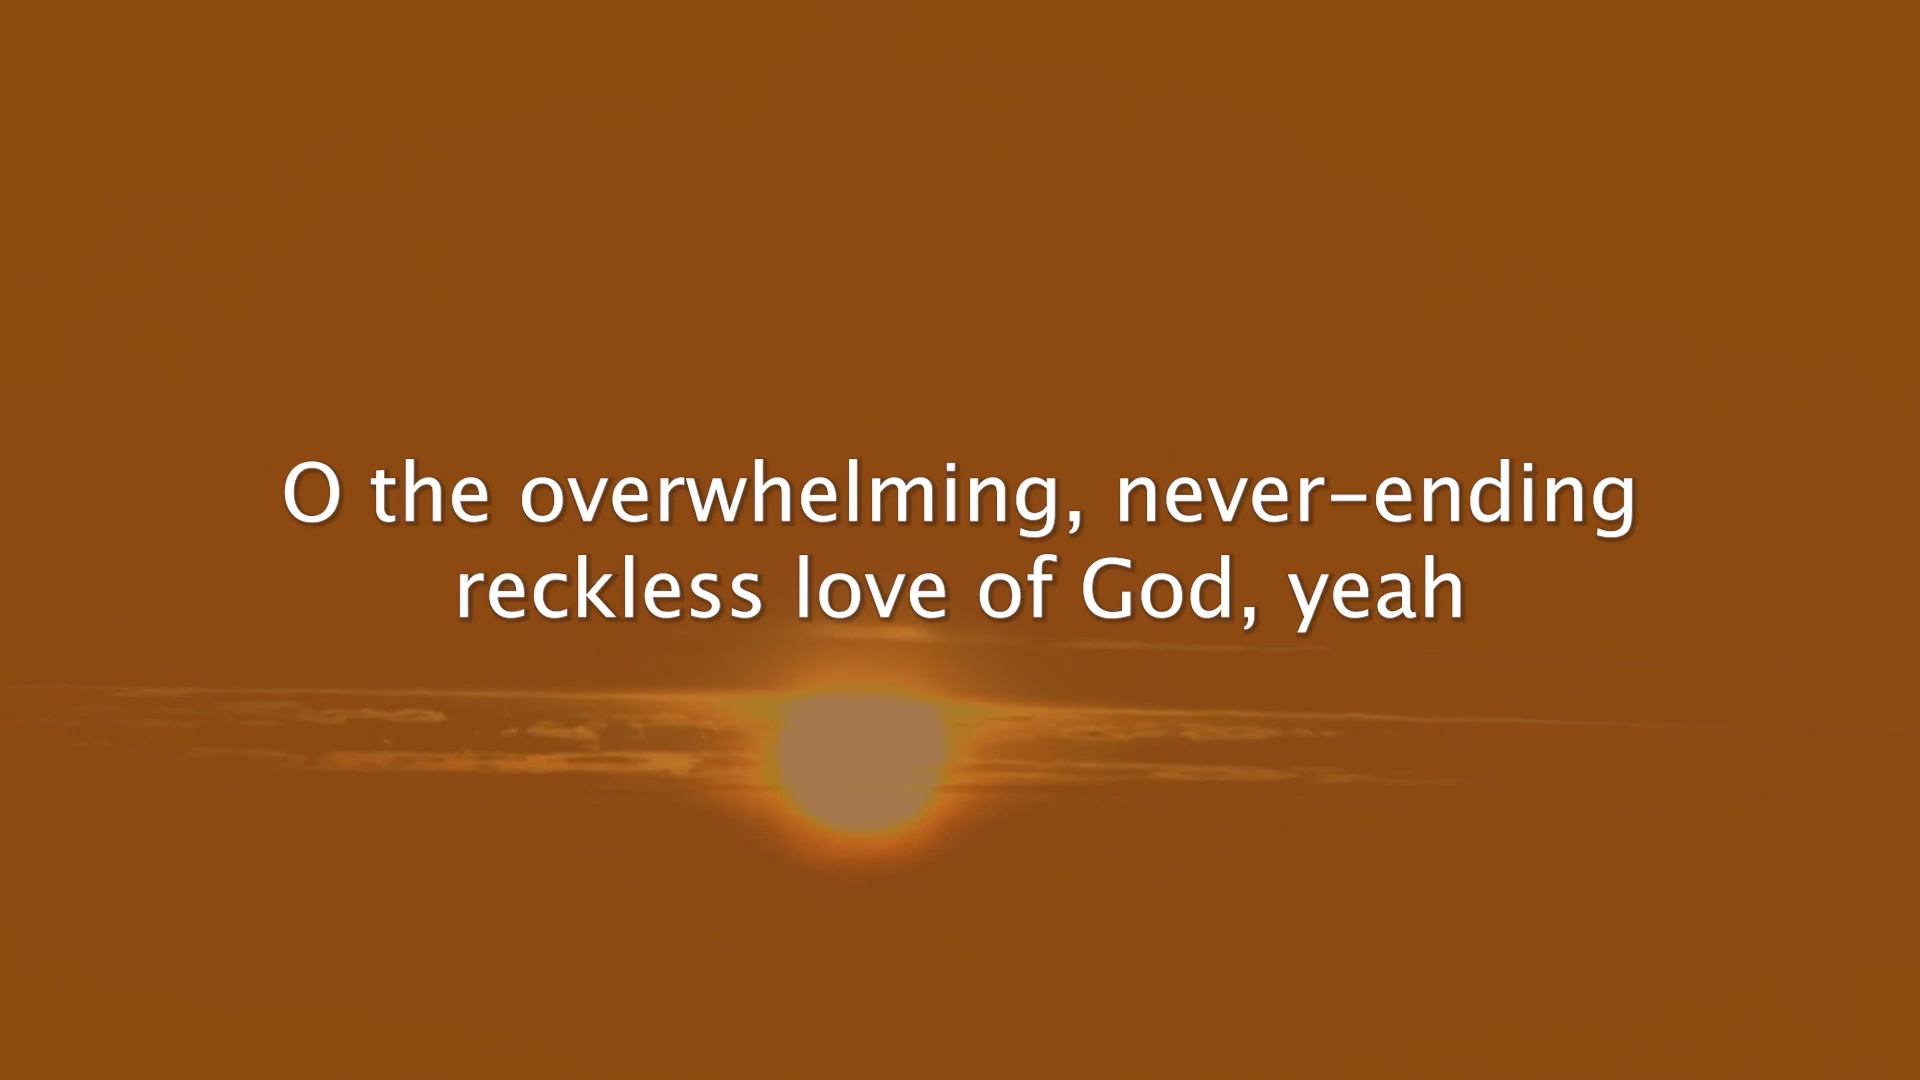 O the overwhelming, never-ending
reckless love of God, yeah